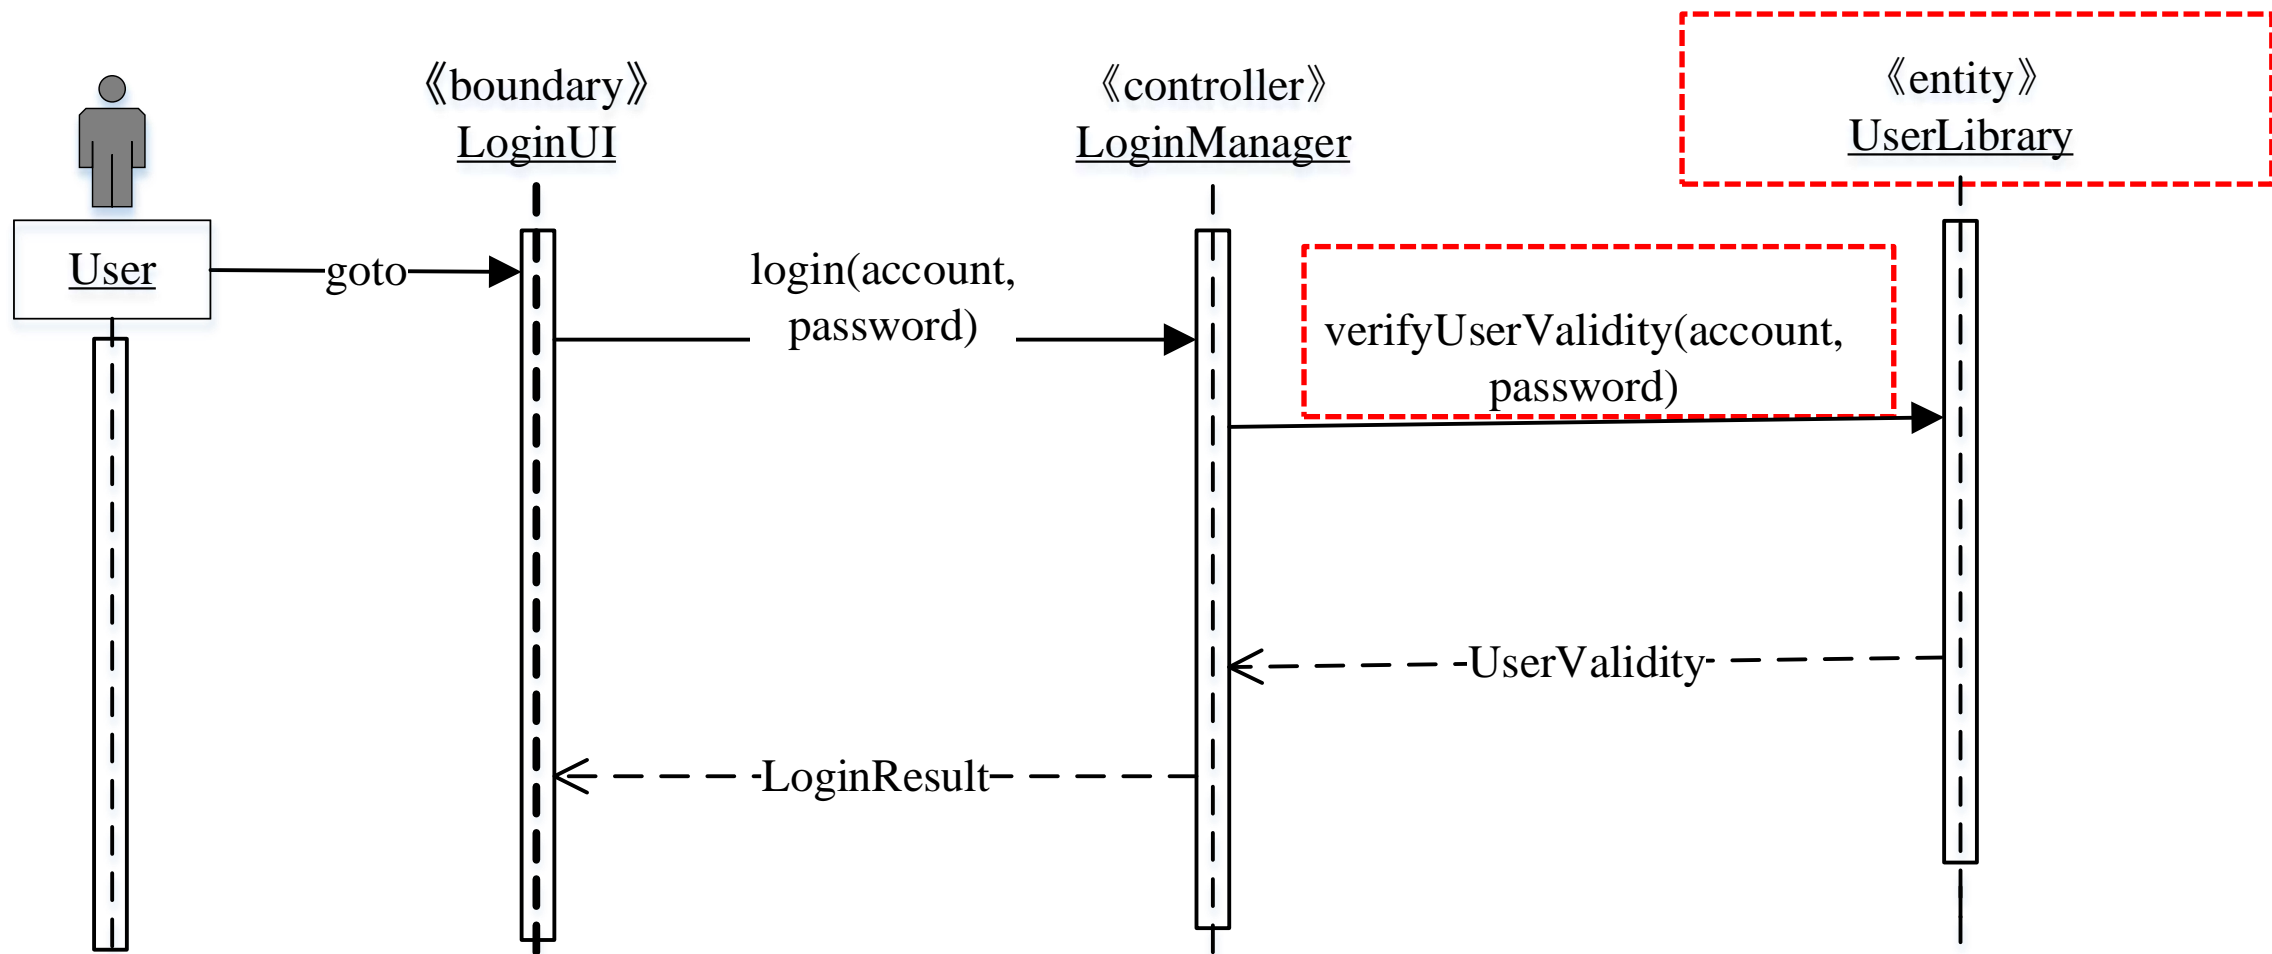 《boundary》
LoginUI
《controller》
LoginManager
《entity》
UserLibrary
User
goto
login(account,
password)
verifyUserValidity(account,
password)
UserValidity
LoginResult